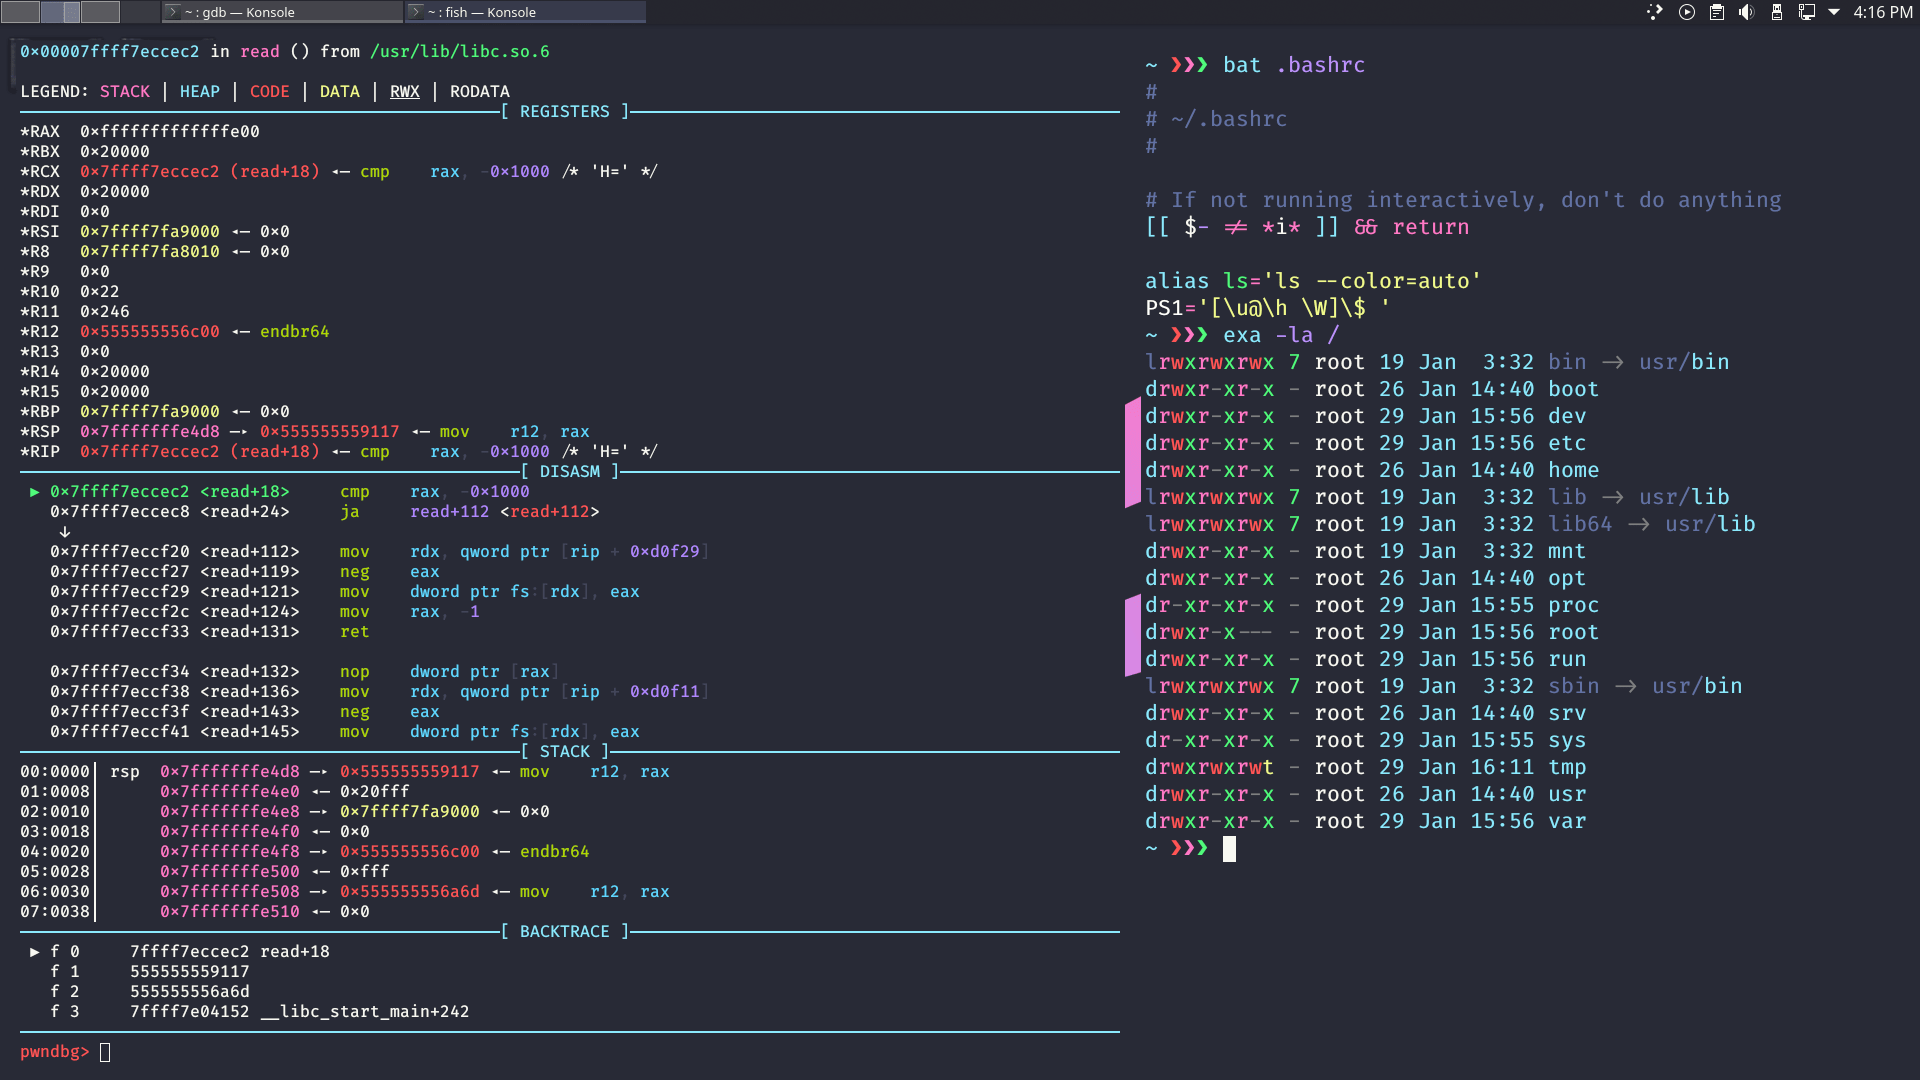 ~ : gdb — Konsole
~ : fish — Konsole
4:16 PM
0×00007ffff7eccec2 in read () from /usr/lib/libc.so.6
LEGEND: STACK | HEAP | CODE | DATA | RWX | RODATA
[ REGISTERS ]
*RAX  0×fffffffffffffe00
*RBX  0×20000
*RCX  0×7ffff7eccec2 (read+18) ◂— cmp    rax, -0×1000 /* 'H=' */
*RDX  0×20000
*RDI  0×0
*RSI  0×7ffff7fa9000 ◂— 0×0
*R8   0×7ffff7fa8010 ◂— 0×0
*R9   0×0
*R10  0×22
*R11  0×246
*R12  0×555555556c00 ◂— endbr64
*R13  0×0
*R14  0×20000
*R15  0×20000
*RBP  0×7ffff7fa9000 ◂— 0×0
*RSP  0×7fffffffe4d8 —▸ 0×555555559117 ◂— mov    r12, rax
*RIP  0×7ffff7eccec2 (read+18) ◂— cmp    rax, -0×1000 /* 'H=' */
[ DISASM ]
► 0×7ffff7eccec2 <read+18>     cmp    rax, -0×1000
0×7ffff7eccec8 <read+24>     ja     read+112 <read+112>
↓
0×7ffff7eccf20 <read+112>    mov    rdx, qword ptr [rip + 0×d0f29]
0×7ffff7eccf27 <read+119>    neg    eax
0×7ffff7eccf29 <read+121>    mov    dword ptr fs:[rdx], eax
0×7ffff7eccf2c <read+124>    mov    rax, -1
0×7ffff7eccf33 <read+131>    ret
0×7ffff7eccf34 <read+132>    nop    dword ptr [rax]
0×7ffff7eccf38 <read+136>    mov    rdx, qword ptr [rip + 0×d0f11]
0×7ffff7eccf3f <read+143>    neg    eax
0×7ffff7eccf41 <read+145>    mov    dword ptr fs:[rdx], eax
[ STACK ]
00:0000│ rsp  0×7fffffffe4d8 —▸ 0×555555559117 ◂— mov    r12, rax
01:0008│      0×7fffffffe4e0 ◂— 0×20fff
02:0010│      0×7fffffffe4e8 —▸ 0×7ffff7fa9000 ◂— 0×0
03:0018│      0×7fffffffe4f0 ◂— 0×0
04:0020│      0×7fffffffe4f8 —▸ 0×555555556c00 ◂— endbr64
05:0028│      0×7fffffffe500 ◂— 0×fff
06:0030│      0×7fffffffe508 —▸ 0×555555556a6d ◂— mov    r12, rax
07:0038│      0×7fffffffe510 ◂— 0×0
[ BACKTRACE ]
► f 0     7ffff7eccec2 read+18
f 1     555555559117
f 2     555555556a6d
f 3     7ffff7e04152 __libc_start_main+242
pwndbg>
~ ❯❯❯ bat .bashrc
#
# ~/.bashrc
#
# If not running interactively, don't do anything
[[ $- != *i* ]] && return
alias ls='ls --color=auto'
PS1='[\u@\h \W]\$ '
~ ❯❯❯ exa -la /
lrwxrwxrwx 7 root 19 Jan  3:32 bin -> usr/bin
drwxr-xr-x - root 26 Jan 14:40 boot
drwxr-xr-x - root 29 Jan 15:56 dev
drwxr-xr-x - root 29 Jan 15:56 etc
drwxr-xr-x - root 26 Jan 14:40 home
lrwxrwxrwx 7 root 19 Jan  3:32 lib -> usr/lib
lrwxrwxrwx 7 root 19 Jan  3:32 lib64 -> usr/lib
drwxr-xr-x - root 19 Jan  3:32 mnt
drwxr-xr-x - root 26 Jan 14:40 opt
dr-xr-xr-x - root 29 Jan 15:55 proc
drwxr-x--- - root 29 Jan 15:56 root
drwxr-xr-x - root 29 Jan 15:56 run
lrwxrwxrwx 7 root 19 Jan  3:32 sbin -> usr/bin
drwxr-xr-x - root 26 Jan 14:40 srv
dr-xr-xr-x - root 29 Jan 15:55 sys
drwxrwxrwt - root 29 Jan 16:11 tmp
drwxr-xr-x - root 26 Jan 14:40 usr
drwxr-xr-x - root 29 Jan 15:56 var
~ ❯❯❯